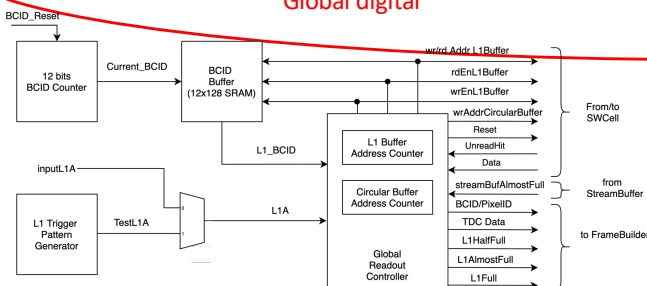 Global digital
BCID_Reset
12 bits
BCID Counter
Current_BCID
BCID
Buffer
(12x128 SRAM)
wr/rd Addr L1Buffer
rdEnL1Buffer
wrEnL1Buffer
wrAddrCircularBuffer
Reset
UnreadHit
Data
From/to
SWCell
L1_BCID
L1 Buffer
Address Counter
Circular Buffer
Address Counter
streamBufAlmostFull
from
StreamBuffer
inputL1A
0
1
L1 Trigger
Pattern
Generator
TestL1A
L1A
Global
Readout
Controller
BCID/PixelID
TDC Data
L1HalfFull
L1AlmostFull
L1Full
to FrameBuilder